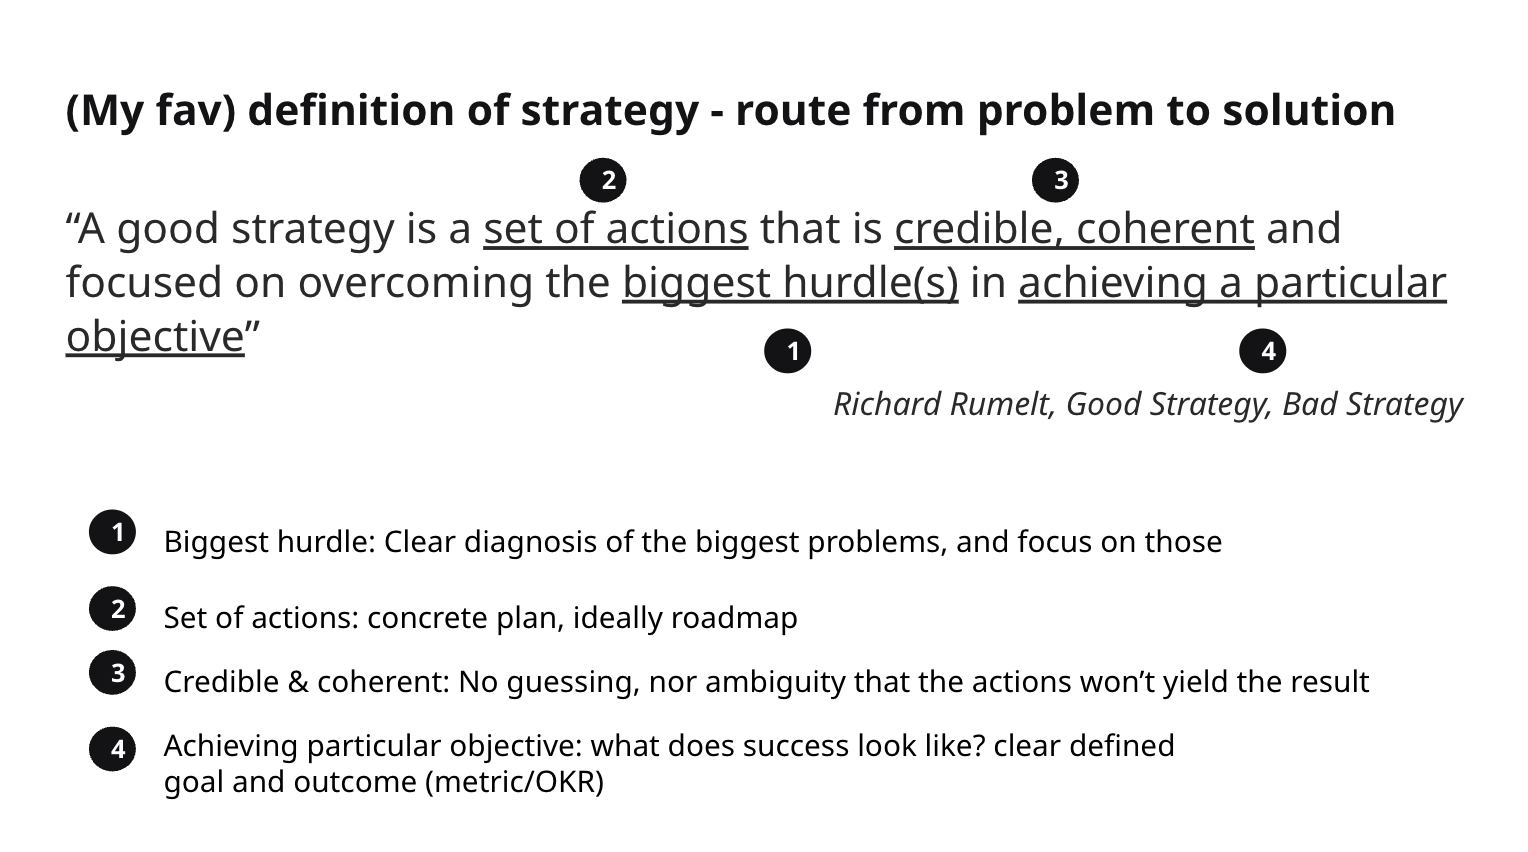 (My fav) definition of strategy - route from problem to solution
2 3
“A good strategy is a set of actions that is credible, coherent and
focused on overcoming the biggest hurdle(s) in achieving a particular
objective”
1 4
Richard Rumelt, Good Strategy, Bad Strategy
1 Biggest hurdle: Clear diagnosis of the biggest problems, and focus on those
2 Set of actions: concrete plan, ideally roadmap
3 Credible & coherent: No guessing, nor ambiguity that the actions won’t yield the result
4 Achieving particular objective: what does success look like? clear defined
goal and outcome (metric/OKR)